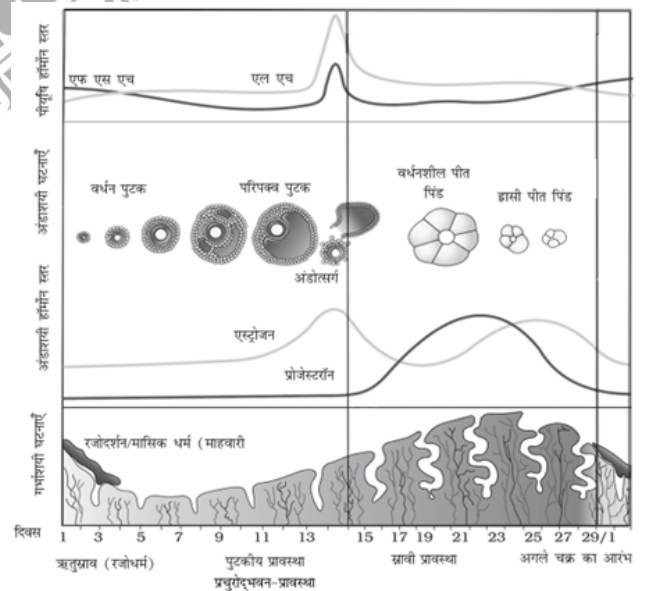 पीयूषि हॉर्मोन स्तर
एफ एस एच
एल एच
अंडाशयी घटनाएँ
वर्धन पुटक
परिपक्व पुटक
वर्धनशील पीत
पिंड
ह्रासी पीत पिंड
अंडोत्सर्ग
अंडाशयी हॉर्मोन स्तर
एस्ट्रोजन
प्रोजेस्टरॉन
गर्भाशयी घटनाएँ
रजोदर्शन/मासिक धर्म (माहवारी
दिवस 1 3 5 7 9 11 13 15 17 19 21 23 25 27 29/1
ऋतुस्राव (रजोधर्म) पुटकीय प्रावस्था स्रावी प्रावस्था अगले चक्र का आरंभ
प्रचुरोद्भवन-प्रावस्था